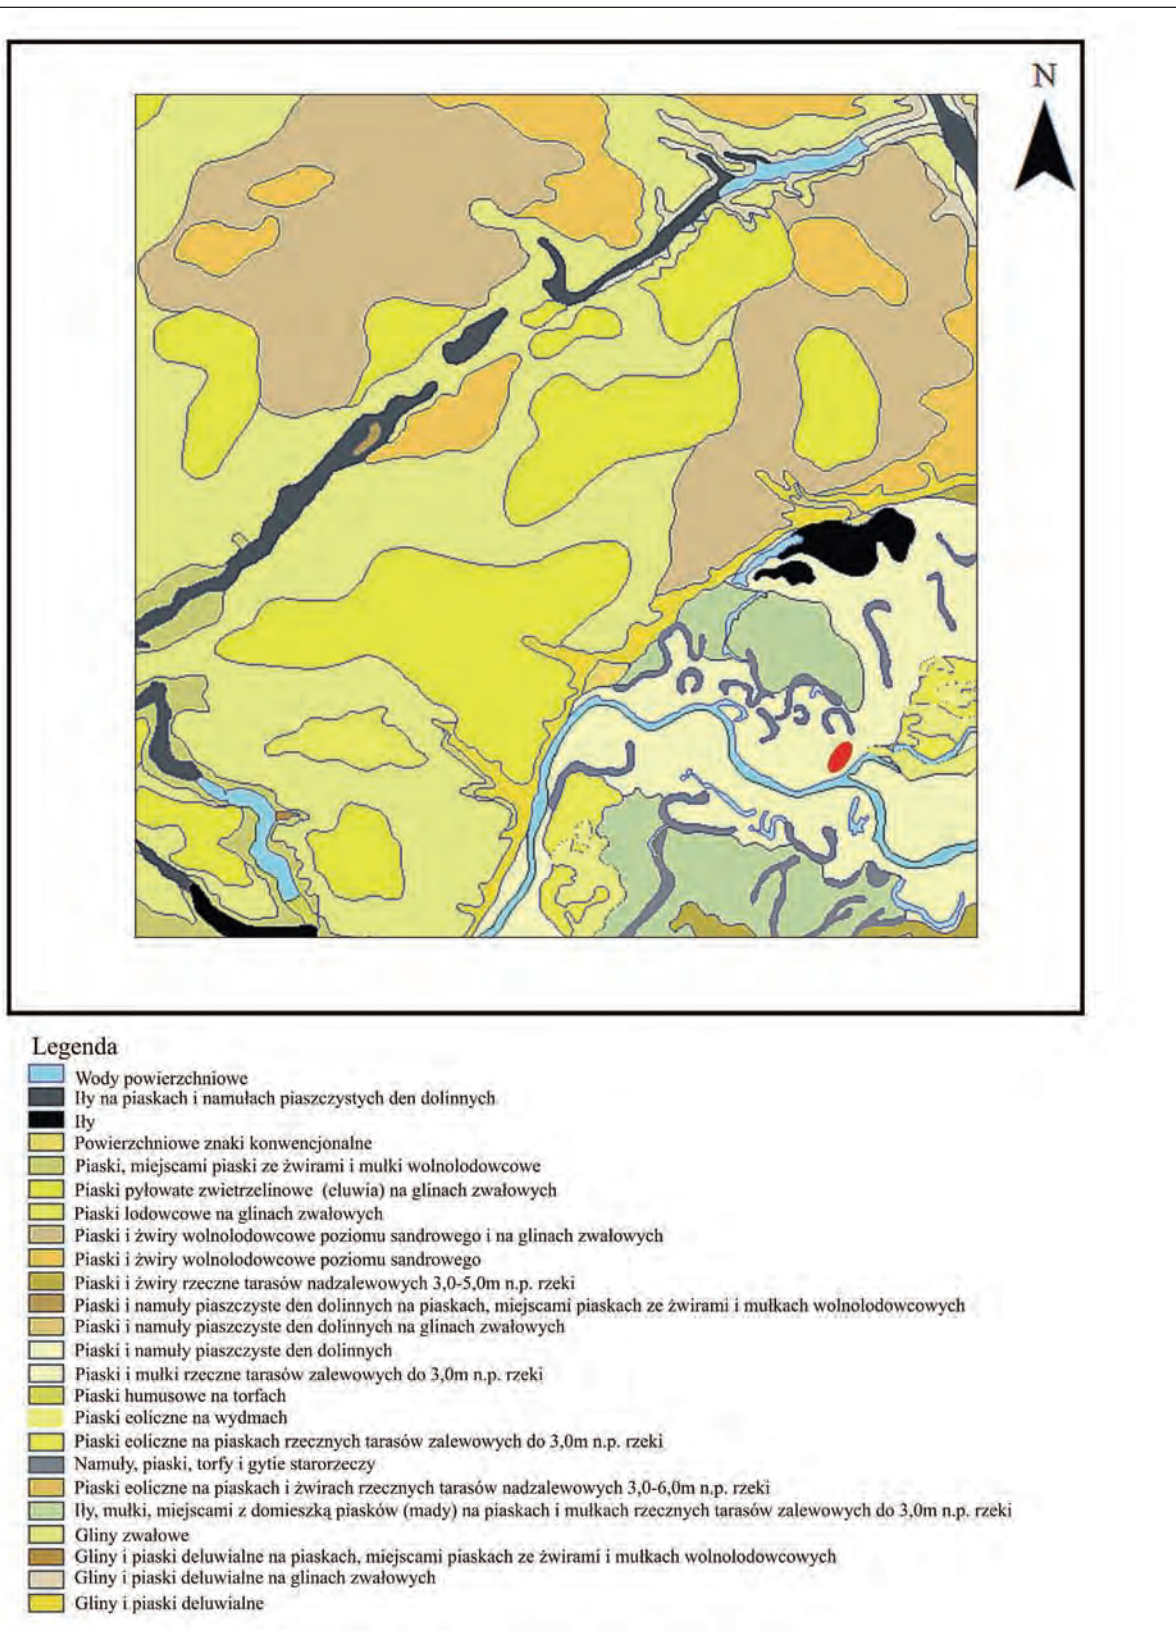 N
Legenda
Wody powierzchniowe
Iły na piaskach i namułach piaszczystych den dolinnych
Iły
Powierzchniowe znaki konwencjonalne
Piaski, miejscami piaski ze żwirami i mułki wolnolodowcowe
Piaski pyłowate zwietrzelinowe (eluwia) na glinach zwałowych
Piaski lodowcowe na glinach zwałowych
Piaski i żwiry wolnolodowcowe poziomu sandrowego i na glinach zwałowych
Piaski i żwiry wolnolodowcowe poziomu sandrowego
Piaski i żwiry rzeczne tarasów nadzalewowych 3,0-5,0m n.p. rzeki
Piaski i namuły piaszczyste den dolinnych na piaskach, miejscami piaskach ze żwirami i mułkach wolnolodowcowych
Piaski i namuły piaszczyste den dolinnych na glinach zwałowych
Piaski i namuły piaszczyste den dolinnych
Piaski i mułki rzeczne tarasów zalewowych do 3,0m n.p. rzeki
Piaski humusowe na torfach
Piaski eoliczne na wydmach
Piaski eoliczne na piaskach rzecznych tarasów zalewowych do 3,0m n.p. rzeki
Namuły, piaski, torfy i gytie starorzeczy
Piaski eoliczne na piaskach i żwirach rzecznych tarasów nadzalewowych 3,0-6,0m n.p. rzeki
Iły, mułki, miejscami z domieszką piasków (mady) na piaskach i mułkach rzecznych tarasów zalewowych do 3,0m n.p. rzeki
Gliny zwałowe
Gliny i piaski deluwialne na piaskach, miejscami piaskach ze żwirami i mułkach wolnolodowcowych
Gliny i piaski deluwialne na glinach zwałowych
Gliny i piaski deluwialne